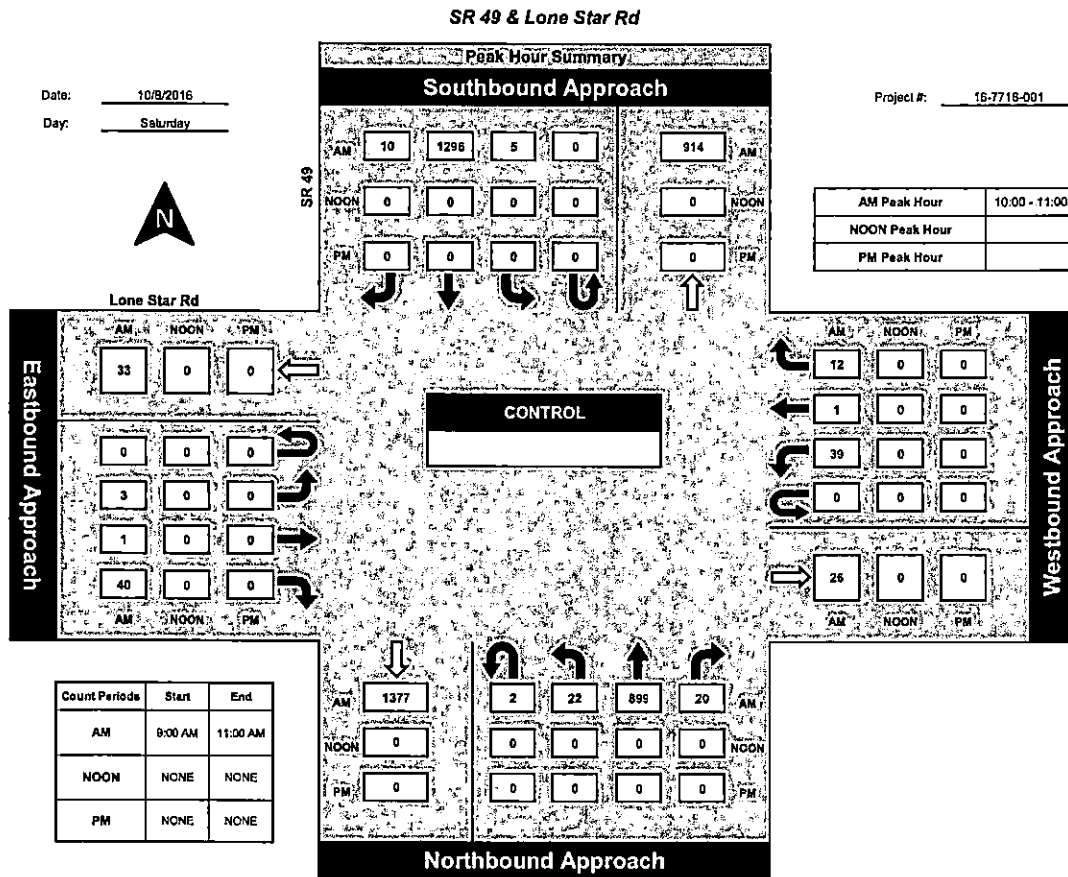 SR 49 & Lone Star Rd
Peak Hour Summary
Southbound Approach
Date: 10/8/2016
Day: Saturday
Project #: 16-7716-001
N
SR 49
AM 10 1296 5 0 914 AM
NOON 0 0 0 0 0 NOON
PM 0 0 0 0 0 PM
AM Peak Hour 10:00 - 11:00
NOON Peak Hour
PM Peak Hour
Lone Star Rd
Eastbound Approach
AM NOON PM
33 0 0
0 0 0
3 0 0
1 0 0
40 0 0
AM NOON PM
CONTROL
Westbound Approach
AM NOON PM
12 0 0
1 0 0
39 0 0
0 0 0
26 0 0
AM NOON PM
Count Periods Start End
AM 9:00 AM 11:00 AM
NOON NONE NONE
PM NONE NONE
AM 1377 2 22 899 20 AM
NOON 0 0 0 0 0 NOON
PM 0 0 0 0 0 PM
Northbound Approach